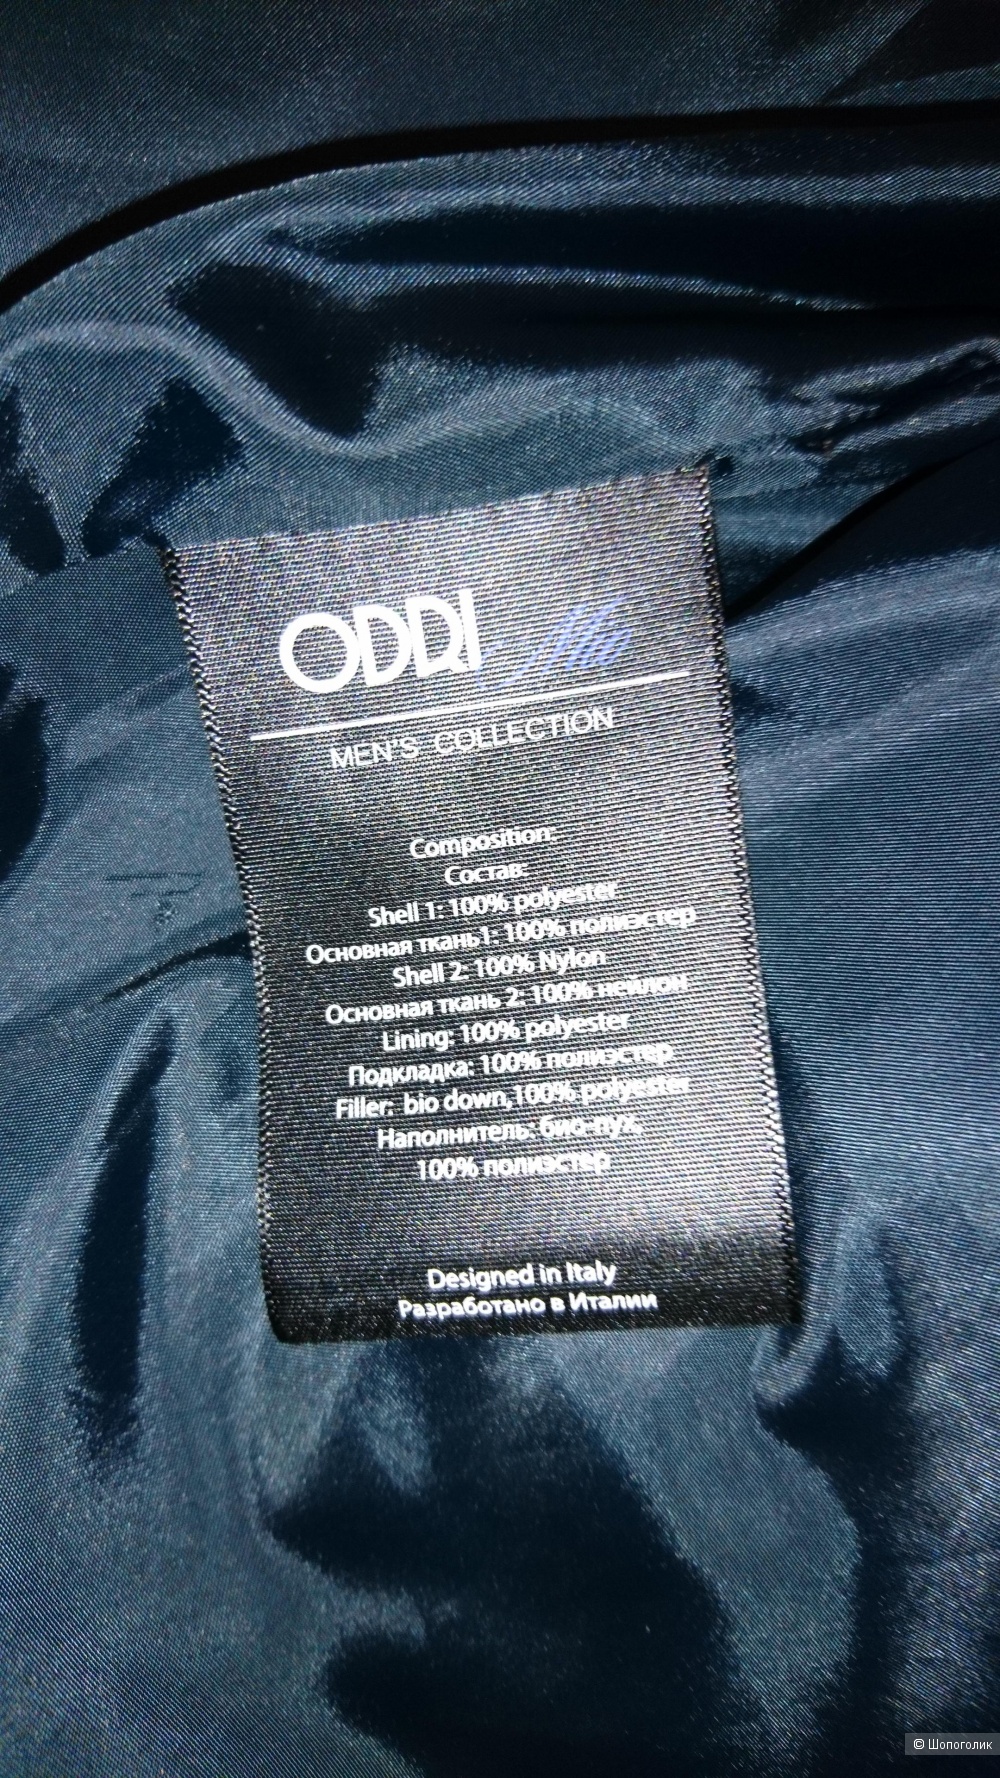 ODRI Mio
MEN'S COLLECTION
Composition:
Состав:
Shell 1: 100% polyester
Основная ткань1: 100% полиэстер
Shell 2: 100% Nylon
Основная ткань 2: 100% нейлон
Lining: 100% polyester
Подкладка: 100% полиэстер
Filler: bio down,100% polyester
Наполнитель: био-пух,
100% полиэстер
Designed in Italy
Разработано в Италии
© Шопоголик